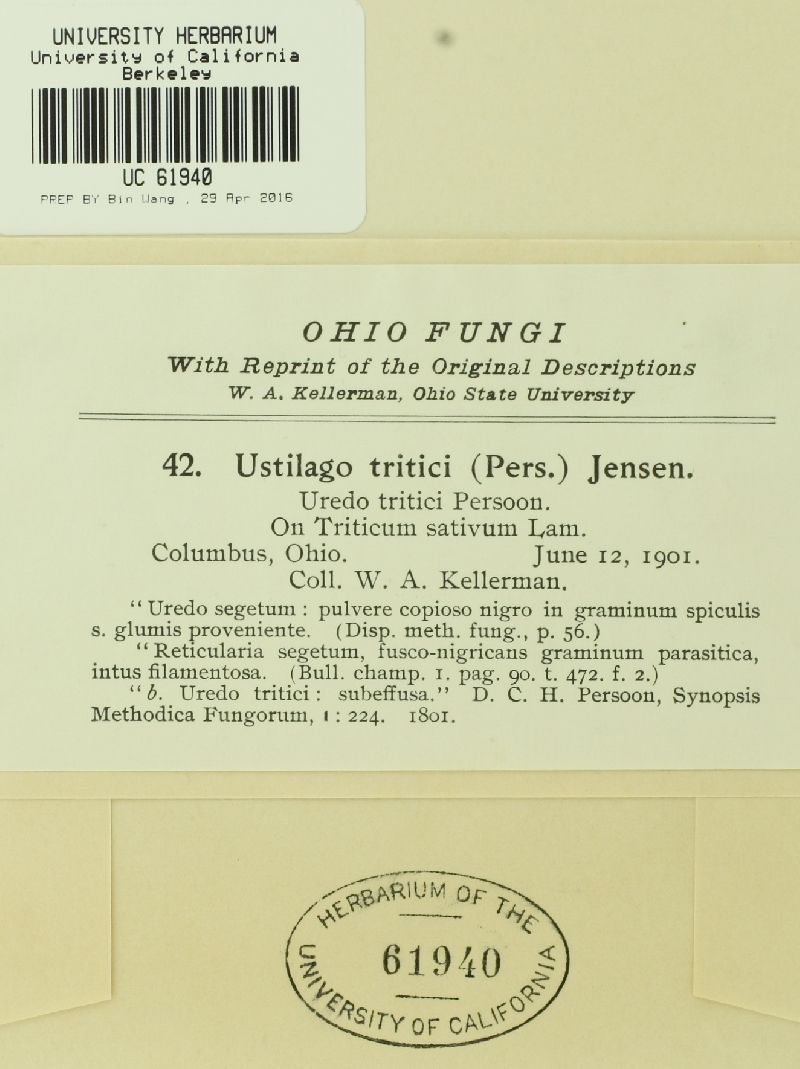 UNIVERSITY HERBARIUM
University of California
Berkeley
UC 61940
PREP BY Bin Wang , 29 Apr 2016
OHIO FUNGI
With Reprint of the Original Descriptions
W. A. Kellerman, Ohio State University
42. Ustilago tritici (Pers.) Jensen.
Uredo tritici Persoon.
On Triticum sativum Lam.
Columbus, Ohio. June 12, 1901.
Coll. W. A. Kellerman.
“Uredo segetum : pulvere copioso nigro in graminum spiculis
s. glumis proveniente. (Disp. meth. fung., p. 56.)
“Reticularia segetum, fusco-nigricans graminum parasitica,
intus filamentosa. (Bull. champ. 1. pag. 90. t. 472. f. 2.)
“b. Uredo tritici : subeffusa.” D. C. H. Persoon, Synopsis
Methodica Fungorum, 1 : 224. 1801.
HERBARIUM OF THE
61940
UNIVERSITY OF CALIFORNIA